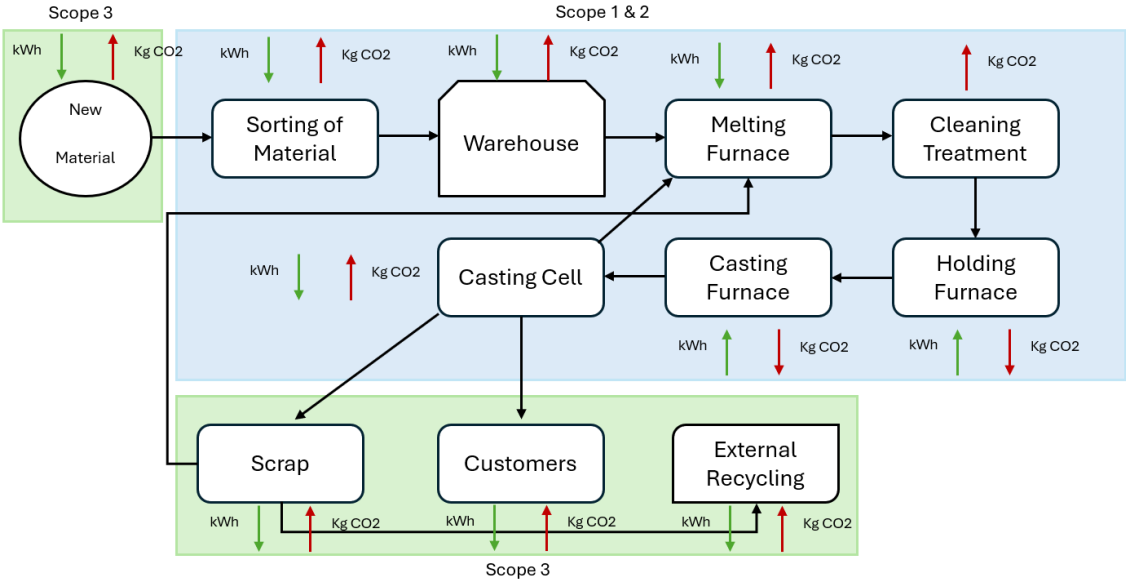 Scope 3
Scope 1 & 2
kWh
Kg CO2
kWh
Kg CO2
kWh
Kg CO2
kWh
Kg CO2
Kg CO2
New
Material
Sorting of
Material
Warehouse
Melting
Furnace
Cleaning
Treatment
kWh
Kg CO2
Casting Cell
Casting
Furnace
Holding
Furnace
kWh
Kg CO2
kWh
Kg CO2
Scrap
Customers
External
Recycling
kWh
Kg CO2
kWh
Kg CO2
kWh
Kg CO2
Scope 3